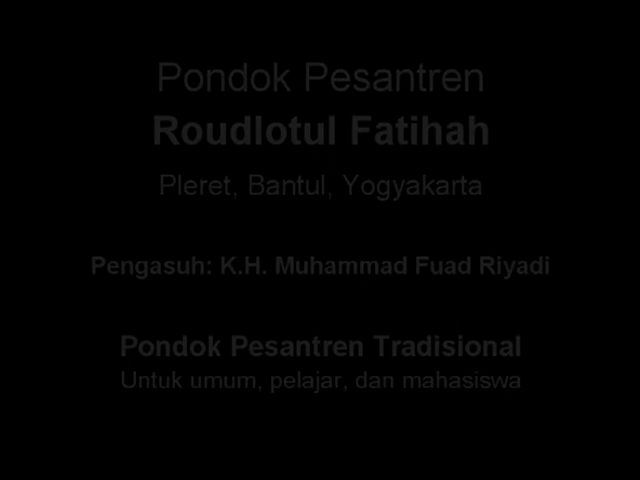 Pondok Pesantren
Roudlotul Fatihah
Pleret, Bantul, Yogyakarta
Pengasuh: K.H. Muhammad Fuad Riyadi
Pondok Pesantren Tradisional
Untuk umum, pelajar, dan mahasiswa